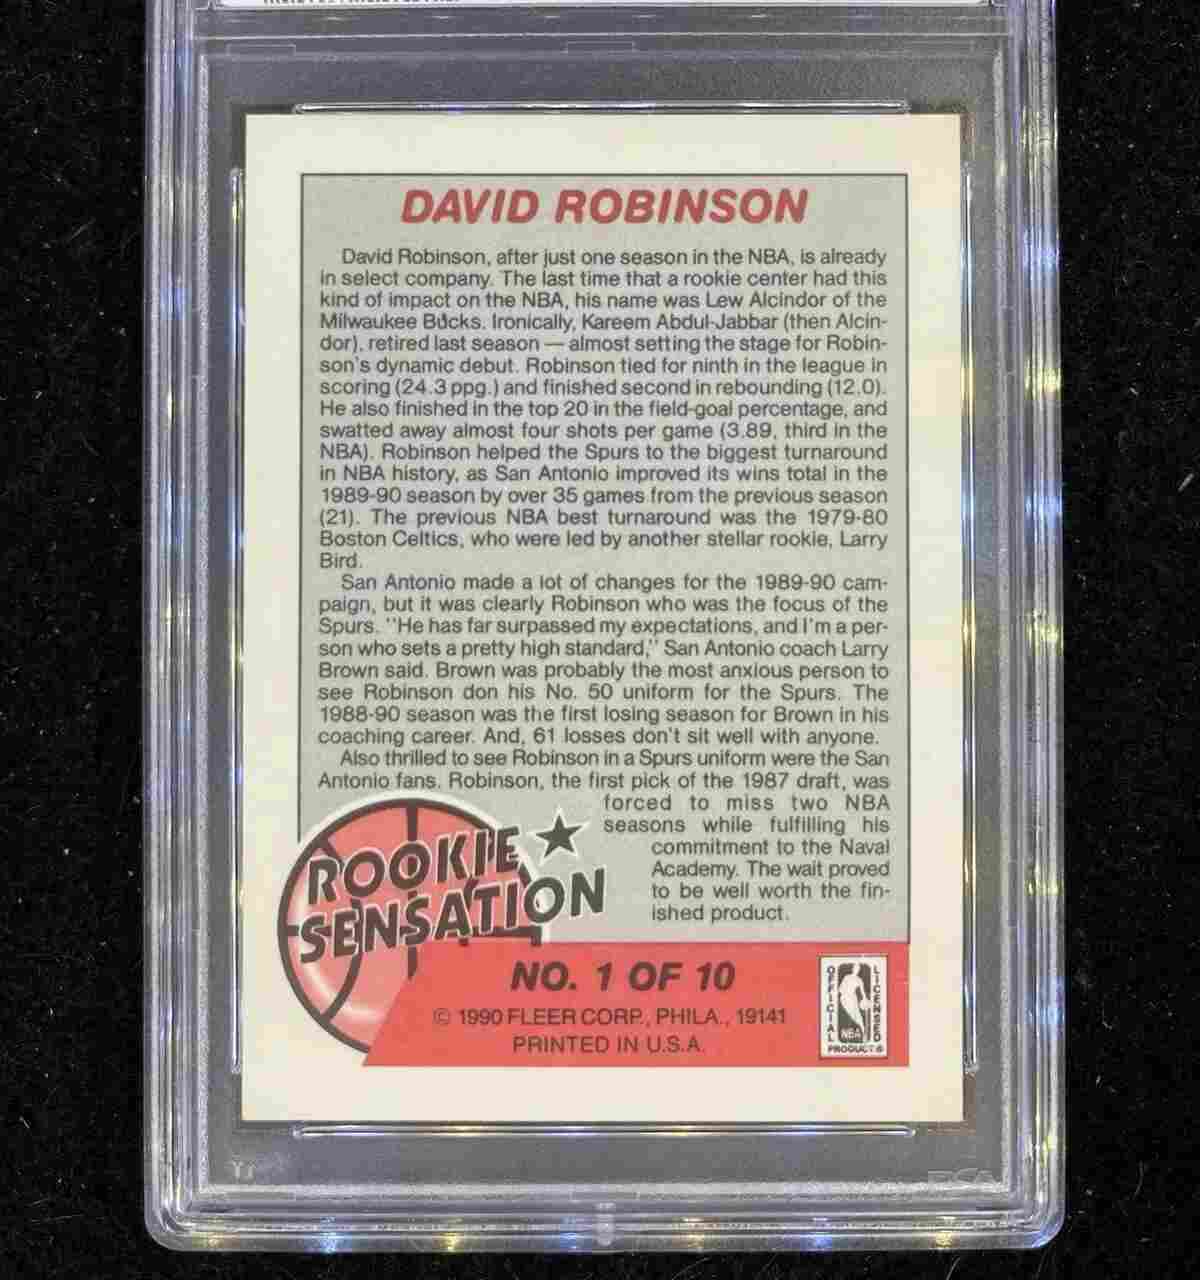 DAVID ROBINSON
David Robinson, after just one season in the NBA, is already
in select company. The last time that a rookie center had this
kind of impact on the NBA, his name was Lew Alcindor of the
Milwaukee Bucks. Ironically, Kareem Abdul-Jabbar (then Alcin-
dor), retired last season — almost setting the stage for Robin-
son's dynamic debut. Robinson tied for ninth in the league in
scoring (24.3 ppg.) and finished second in rebounding (12.0).
He also finished in the top 20 in the field-goal percentage, and
swatted away almost four shots per game (3.89, third in the
NBA). Robinson helped the Spurs to the biggest turnaround
in NBA history, as San Antonio improved its wins total in the
1989-90 season by over 35 games from the previous season
(21). The previous NBA best turnaround was the 1979-80
Boston Celtics, who were led by another stellar rookie, Larry
Bird.
San Antonio made a lot of changes for the 1989-90 cam-
paign, but it was clearly Robinson who was the focus of the
Spurs. "He has far surpassed my expectations, and I'm a per-
son who sets a pretty high standard," San Antonio coach Larry
Brown said. Brown was probably the most anxious person to
see Robinson don his No. 50 uniform for the Spurs. The
1988-90 season was the first losing season for Brown in his
coaching career. And, 61 losses don't sit well with anyone.
Also thrilled to see Robinson in a Spurs uniform were the San
Antonio fans. Robinson, the first pick of the 1987 draft, was
forced to miss two NBA
seasons while fulfilling his
commitment to the Naval
Academy. The wait proved
to be well worth the fin-
ished product.
ROOKIE
SENSATION
NO. 1 OF 10
© 1990 FLEER CORP., PHILA., 19141
PRINTED IN U.S.A.
OFFICIAL
LICENSED
NBA
PRODUCT®
PSA